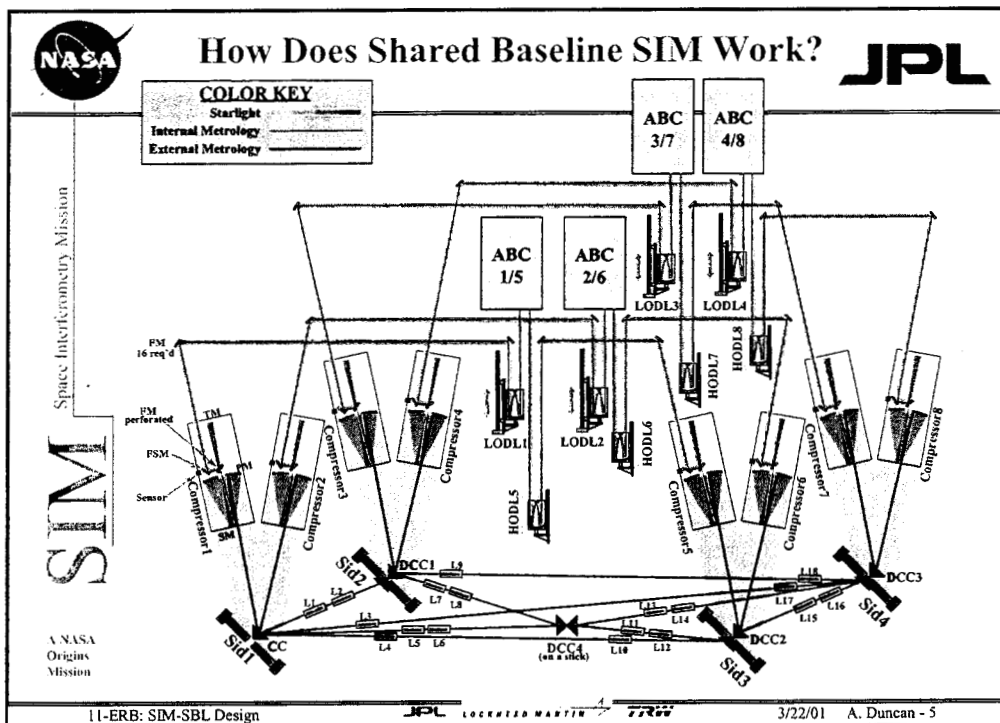 NASA
How Does Shared Baseline SIM Work?
JPL
COLOR KEY
Starlight
Internal Metrology
External Metrology
Space Interferometry Mission
SIM
A NASA
Origins
Mission
ABC
3/7
ABC
4/8
ABC
1/5
ABC
2/6
LODL3
LODL4
HODL8
HODL7
FM
16 req'd
FM
perforated
TM
FSM
PM
Sensor
SM
Compressor1
Compressor2
Compressor3
Compressor4
LODL1
LODL2
HODL6
HODL5
Compressor5
Compressor6
Compressor7
Compressor8
Sid2
DCC1
L9
L18
DCC3
L1
L2
L7
L8
L17
L16
L15
Sid4
L3
L13
L14
Sid1
CC
L4
L5
L6
DCC4
(on a stick)
L11
L10
L12
DCC2
Sid3
11-ERB: SIM-SBL Design
JPL
LOCKHEED MARTIN
TRW
3/22/01 A. Duncan - 5